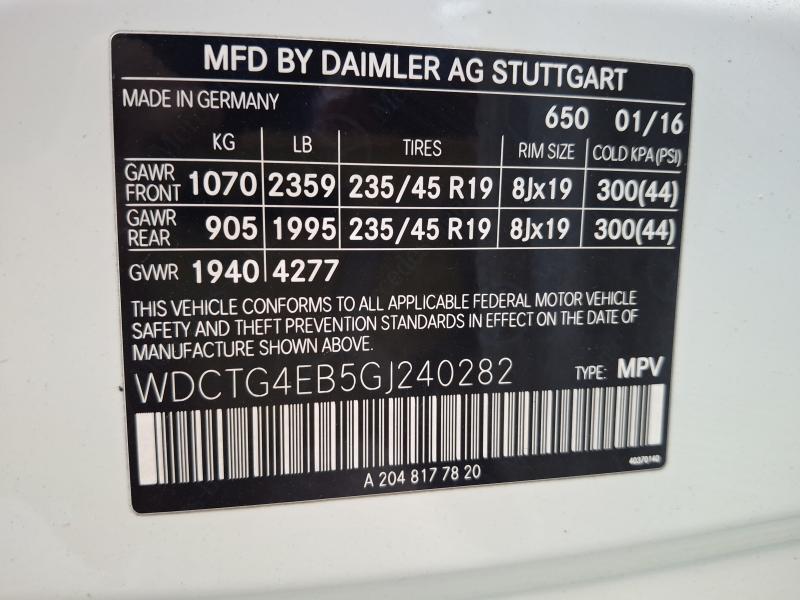 MFD BY DAIMLER AG STUTTGART
MADE IN GERMANY
650 01/16
KG LB TIRES RIM SIZE COLD KPA(PSI)
GAWR FRONT 1070 2359 235/45 R19 8Jx19 300(44)
GAWR REAR 905 1995 235/45 R19 8Jx19 300(44)
GVWR 1940 4277
THIS VEHICLE CONFORMS TO ALL APPLICABLE FEDERAL MOTOR VEHICLE
SAFETY AND THEFT PREVENTION STANDARDS IN EFFECT ON THE DATE OF
MANUFACTURE SHOWN ABOVE.
WDCTG4EB5GJ240282 TYPE: MPV
A 204 817 78 20
40370140